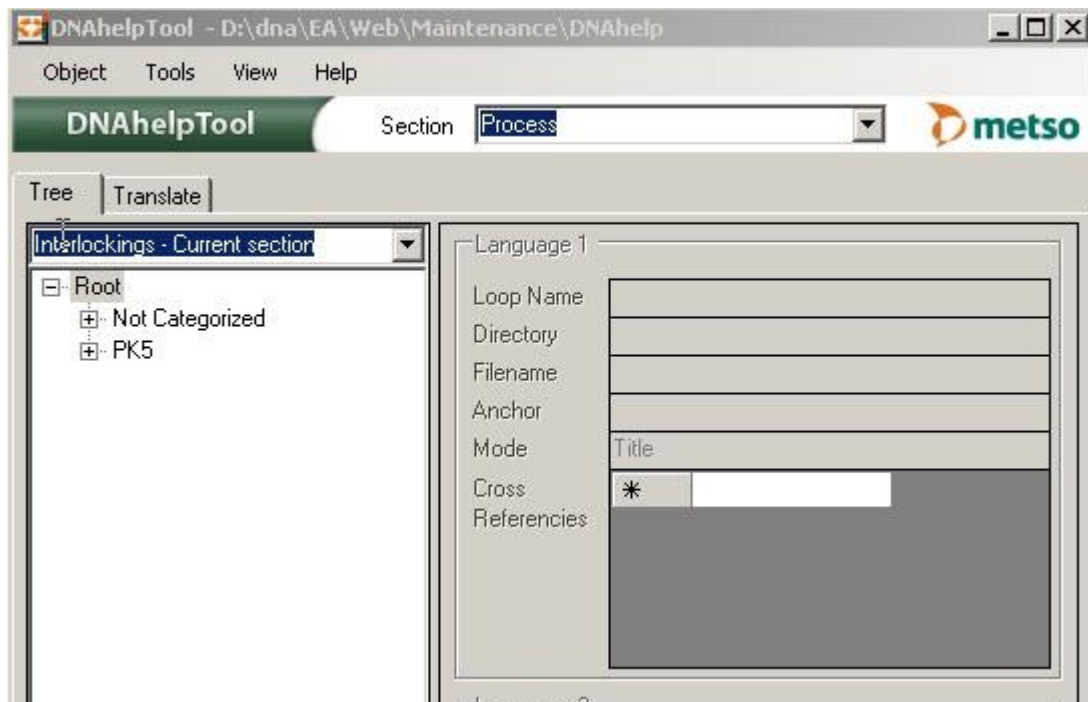 DNAhelpTool - D:\dna\EA\Web\Maintenance\DNAhelp
Object Tools View Help
DNAhelpTool Section Process metso
Tree Translate
Interlockings - Current section
Root
Not Categorized
PK5
Language 1
Loop Name
Directory
Filename
Anchor
Mode Title
Cross
Referencies